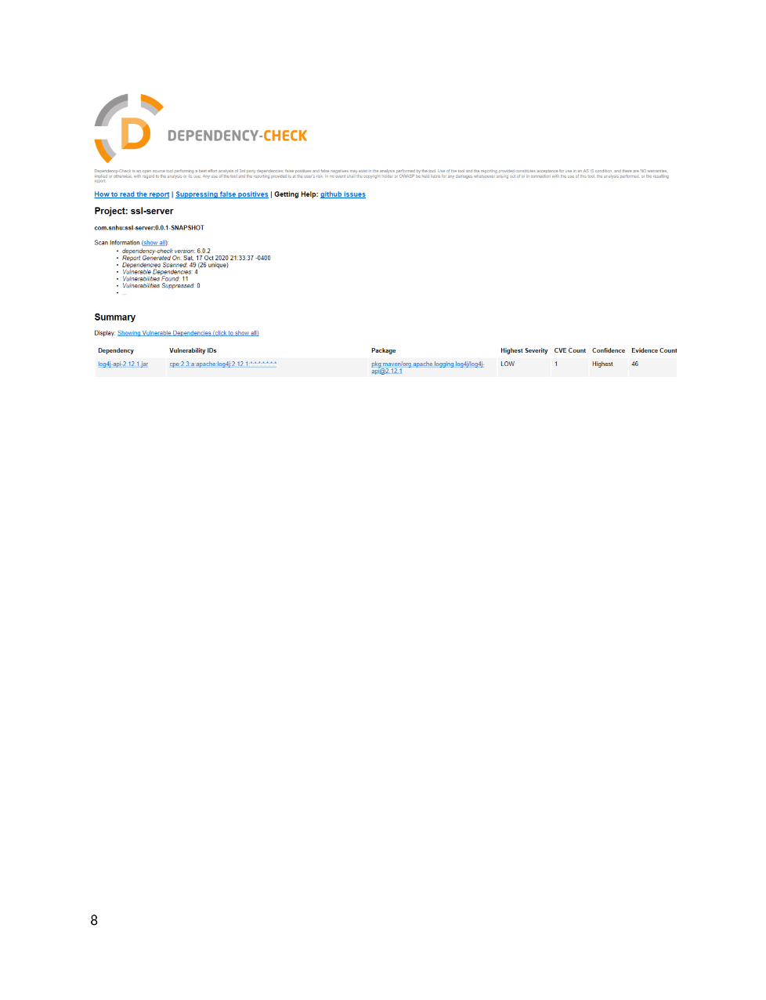 DEPENDENCY-CHECK
Dependency-Check is an open source tool performing a best effort analysis of 3rd party dependencies; false positives and false negatives may exist in the analysis performed by the tool. Use of the tool and the reporting provided constitutes acceptance for use in an AS IS condition, and there are NO warranties,
implied or otherwise, with regard to the analysis or its use. Any use of the tool and the reporting provided is at the user's risk. In no event shall the copyright holder or OWASP be held liable for any damages whatsoever arising out of or in connection with the use of this tool, the analysis performed, or the resulting
report.
How to read the report | Suppressing false positives | Getting Help: github issues
Project: ssl-server
com.snhu:ssl-server:0.0.1-SNAPSHOT
Scan Information (show all):
• dependency-check version: 6.0.2
• Report Generated On: Sat, 17 Oct 2020 21:33:37 -0400
• Dependencies Scanned: 49 (26 unique)
• Vulnerable Dependencies: 4
• Vulnerabilities Found: 11
• Vulnerabilities Suppressed: 0
• ...
Summary
Display: Showing Vulnerable Dependencies (click to show all)
Dependency Vulnerability IDs Package Highest Severity CVE Count Confidence Evidence Count
log4j-api-2.12.1.jar cpe:2.3:a:apache:log4j:2.12.1:*:*:*:*:*:*:* pkg:maven/org.apache.logging.log4j/log4j- LOW 1 Highest 46
api@2.12.1
8